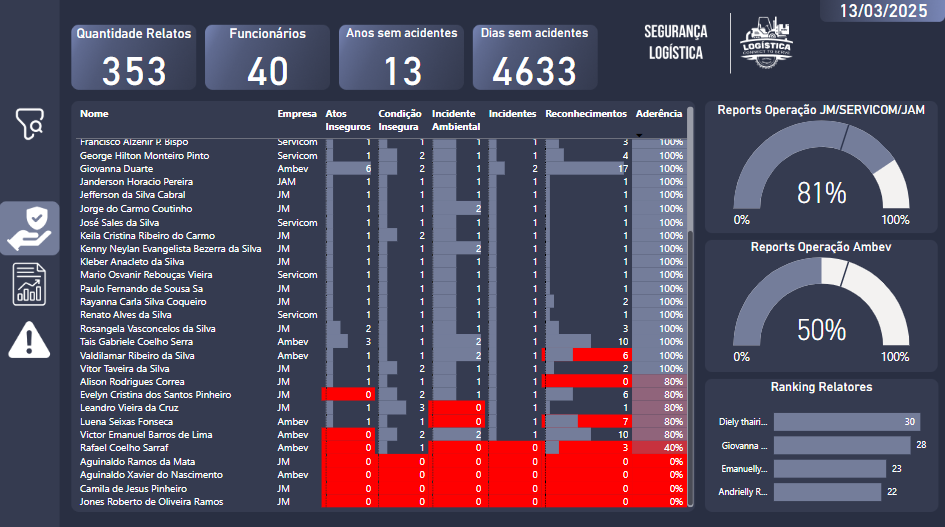 13/03/2025
Quantidade Relatos
353
Funcionários
40
Anos sem acidentes
13
Dias sem acidentes
4633
SEGURANÇA
LOGÍSTICA
LOGÍSTICA
CONNECT TO SERVE
Nome Empresa Atos Inseguros Condição Insegura Incidente Ambiental Incidentes Reconhecimentos Aderência
Francisco Alzenir P. Bispo Servicom 1 1 1 1 3 100%
George Hilton Monteiro Pinto Servicom 1 2 1 1 4 100%
Giovanna Duarte Ambev 6 2 1 2 17 100%
Janderson Horacio Pereira JAM 1 1 1 1 1 100%
Jefferson da Silva Cabral JM 1 1 1 1 1 100%
Jorge do Carmo Coutinho JM 1 1 2 1 1 100%
José Sales da Silva Servicom 1 1 1 1 1 100%
Keila Cristina Ribeiro do Carmo JM 1 2 1 1 1 100%
Kenny Neylan Evangelista Bezerra da Silva JM 1 1 2 1 1 100%
Kleber Anacleto da Silva JM 1 1 1 1 1 100%
Mario Osvanir Rebouças Vieira Servicom 1 1 1 1 1 100%
Paulo Fernando de Sousa Sa JM 1 1 1 1 1 100%
Rayanna Carla Silva Coqueiro JM 1 1 1 1 2 100%
Renato Alves da Silva Servicom 1 1 1 1 1 100%
Rosangela Vasconcelos da Silva JM 2 1 1 1 3 100%
Tais Gabriele Coelho Serra Ambev 3 1 2 1 10 100%
Valdilamar Ribeiro da Silva Ambev 1 1 2 1 6 100%
Vitor Taveira da Silva JM 1 2 1 1 2 100%
Alison Rodrigues Correa JM 1 1 1 1 0 80%
Evelyn Cristina dos Santos Pinheiro JM 0 2 1 1 6 80%
Leandro Vieira da Cruz JM 1 3 0 1 1 80%
Luena Seixas Fonseca Ambev 1 1 0 1 7 80%
Victor Emanuel Barros de Lima Ambev 0 2 2 1 10 80%
Rafael Coelho Sarraf Ambev 0 1 0 0 3 40%
Aguinaldo Ramos da Mata JM 0 0 0 0 0 0%
Aguinaldo Xavier do Nascimento Ambev 0 0 0 0 0 0%
Camila de Jesus Pinheiro JM 0 0 0 0 0 0%
Jones Roberto de Oliveira Ramos JM 0 0 0 0 0 0%
Reports Operação JM/SERVICOM/JAM
81%
0% 100%
Reports Operação Ambev
50%
0% 100%
Ranking Relatores
Diely thairi... 30
Giovanna ... 28
Emanuelly... 23
Andrielly R... 22